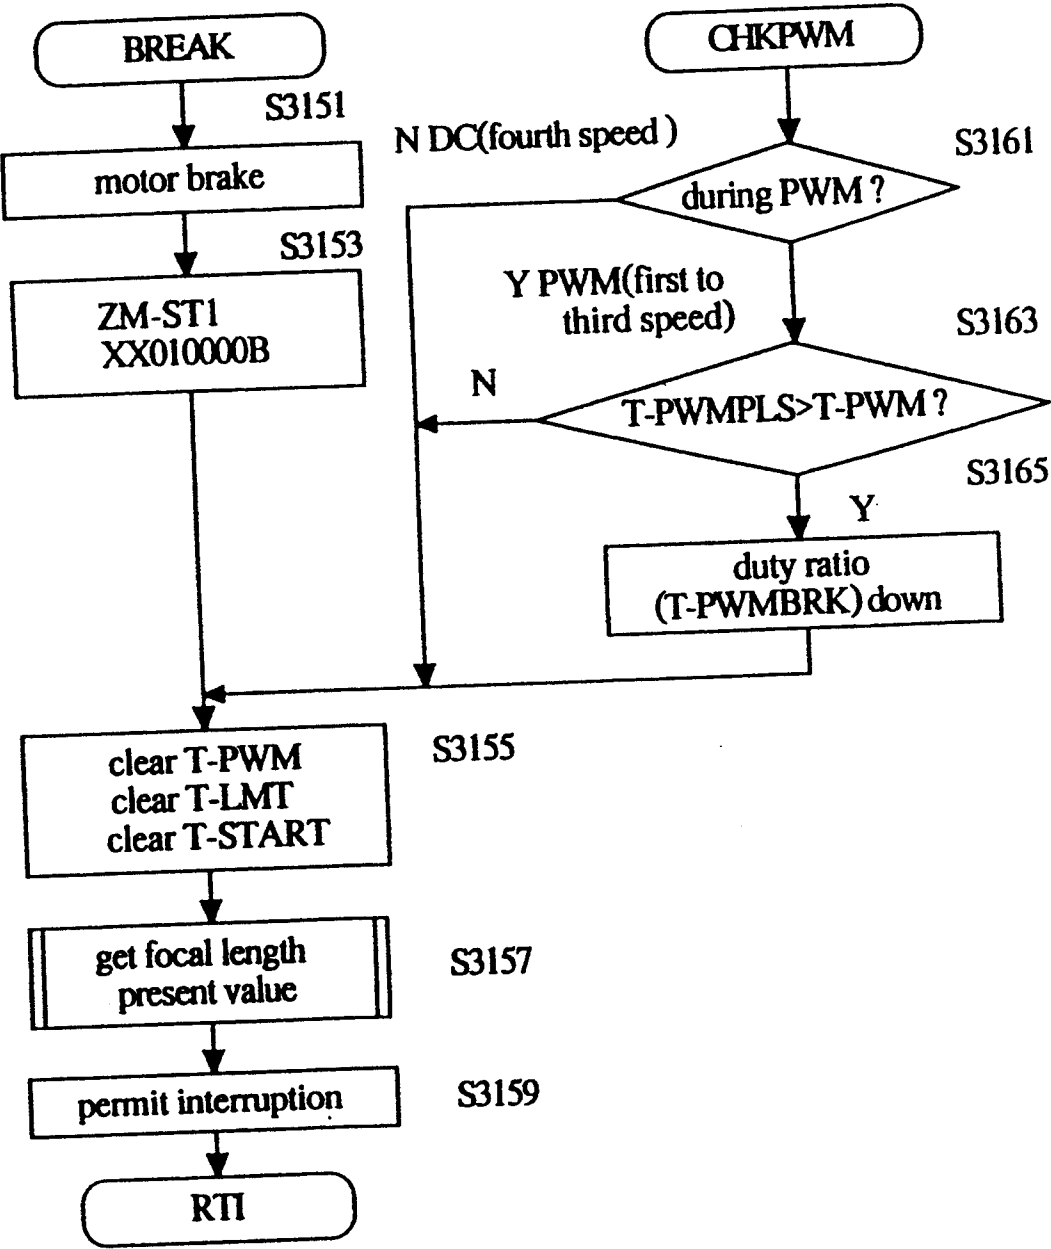 BREAK
S3151
motor brake
S3153
ZM-ST1
XX010000B
CHKPWM
N DC(fourth speed )
S3161
during PWM ?
Y PWM(first to
third speed)
S3163
N
T-PWMPLS>T-PWM ?
S3165
Y
duty ratio
(T-PWMBRK) down
clear T-PWM
clear T-LMT
clear T-START
S3155
get focal length
present value
S3157
permit interruption
S3159
RTI